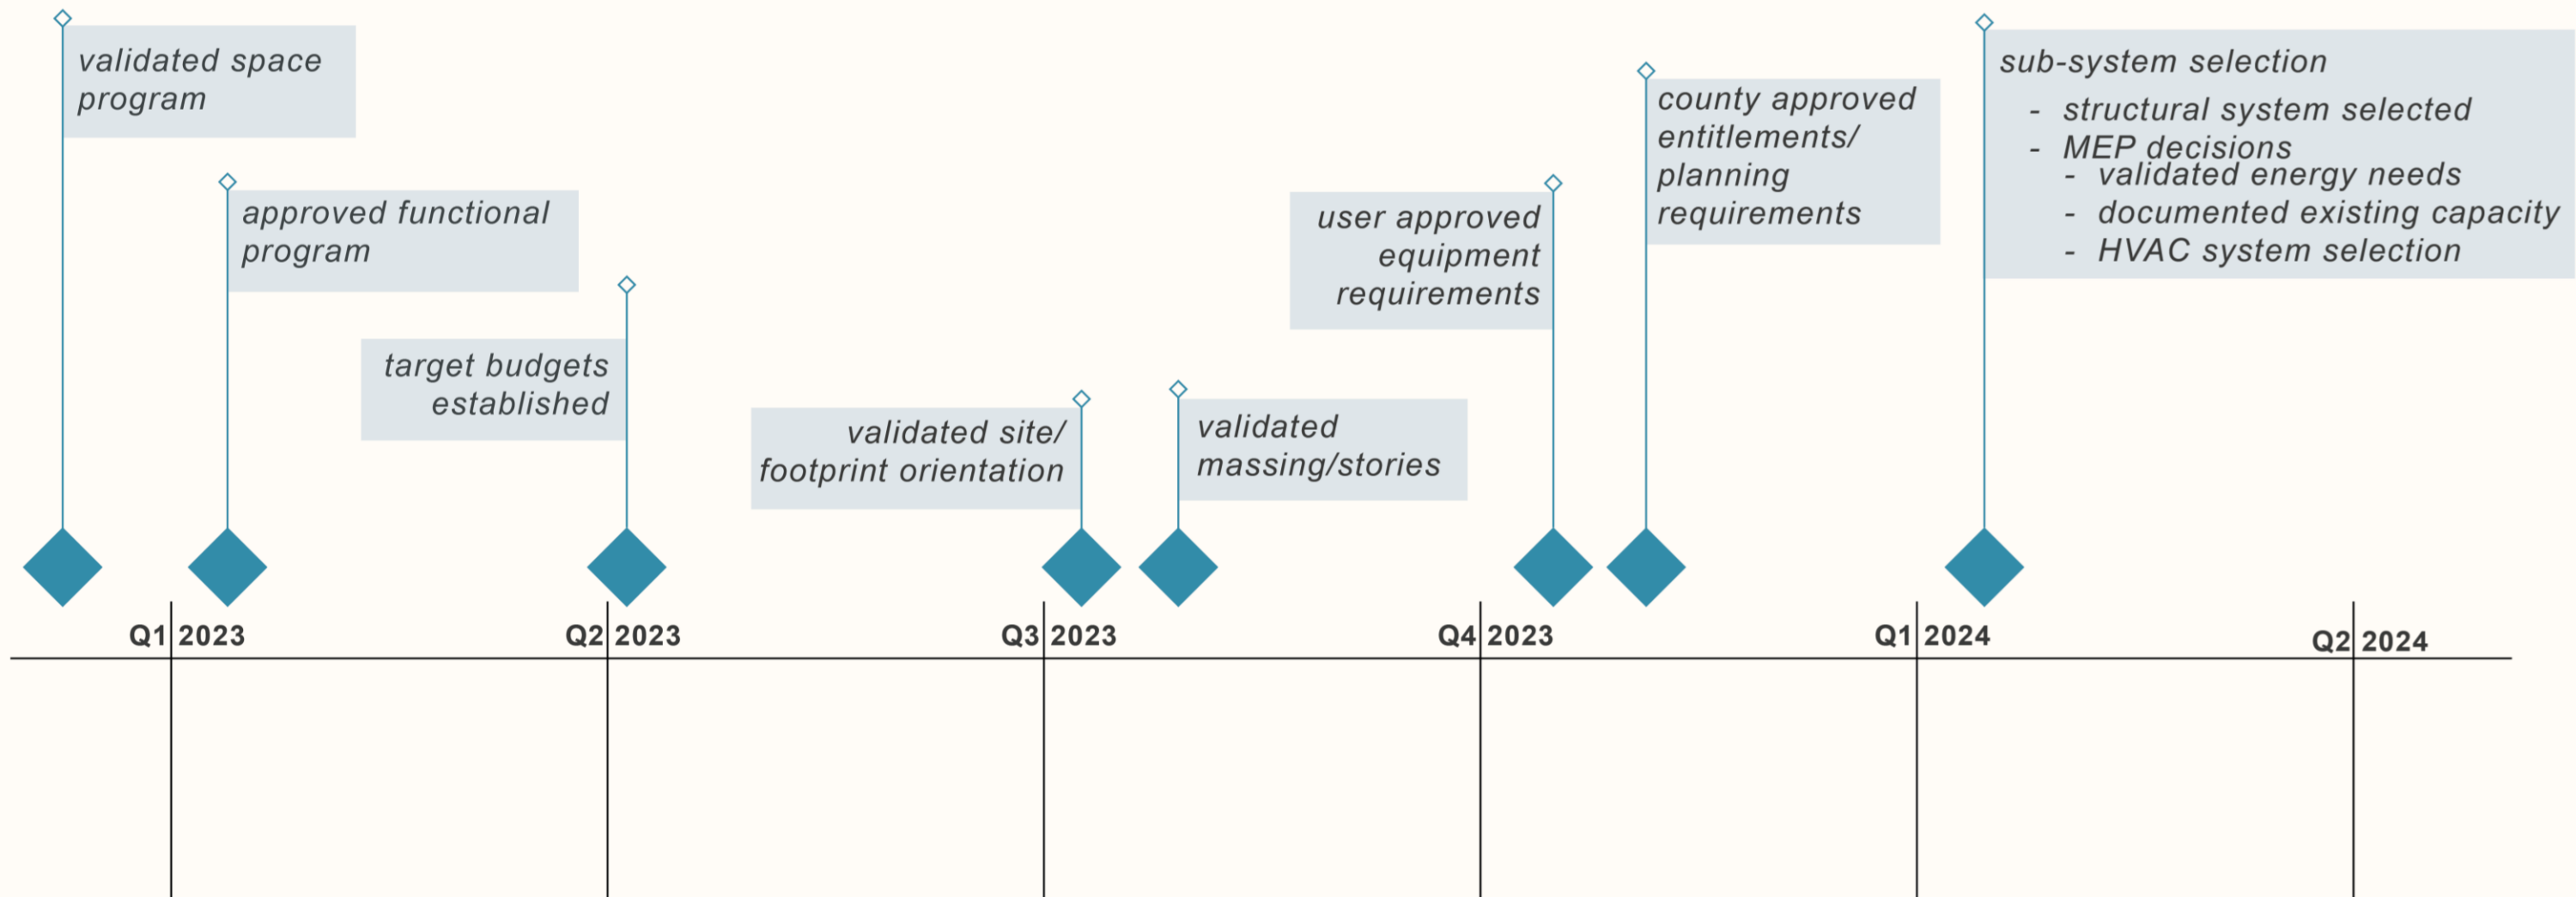 validated space
program
approved functional
program
target budgets
established
validated site/
footprint orientation
validated
massing/stories
user approved
equipment
requirements
county approved
entitlements/
planning
requirements
sub-system selection
- structural system selected
- MEP decisions
- validated energy needs
- documented existing capacity
- HVAC system selection
Q1 2023
Q2 2023
Q3 2023
Q4 2023
Q1 2024
Q2 2024